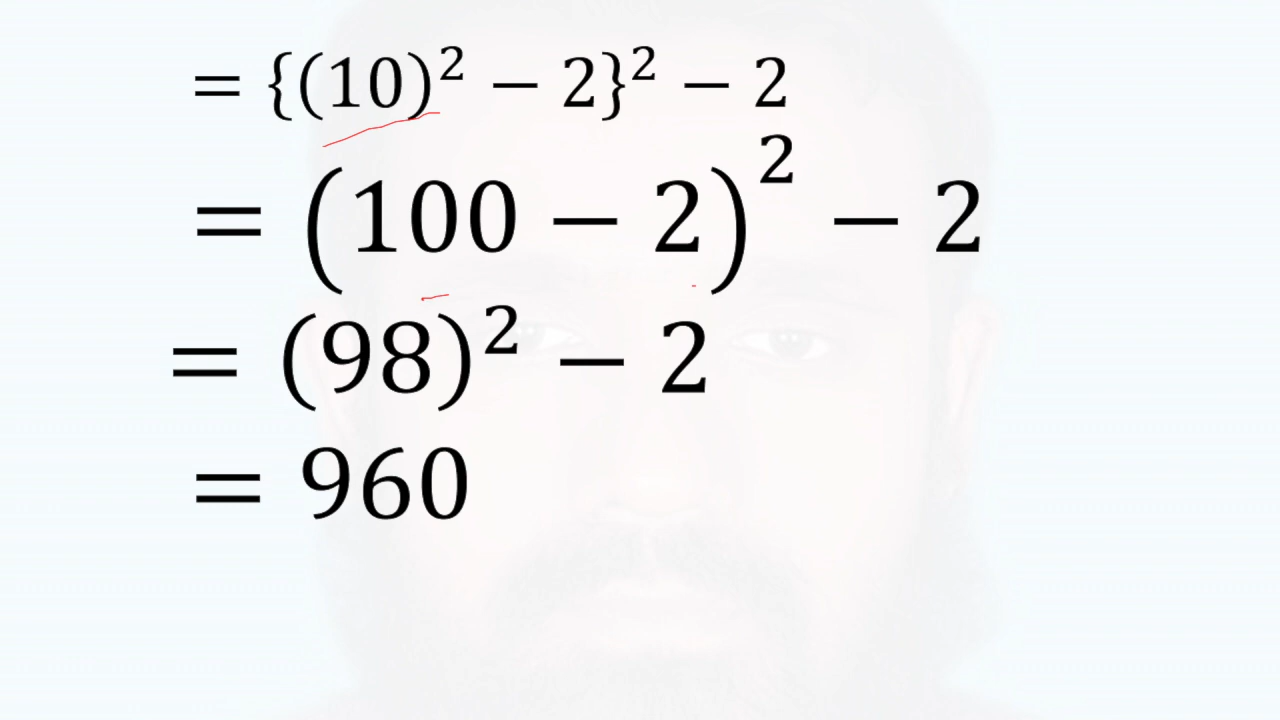 = {(10)² − 2}² − 2
= (100 − 2)² − 2
= (98)² − 2
= 960